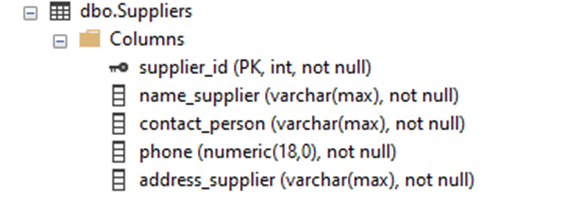 dbo.Suppliers
Columns
supplier_id (PK, int, not null)
name_supplier (varchar(max), not null)
contact_person (varchar(max), not null)
phone (numeric(18,0), not null)
address_supplier (varchar(max), not null)